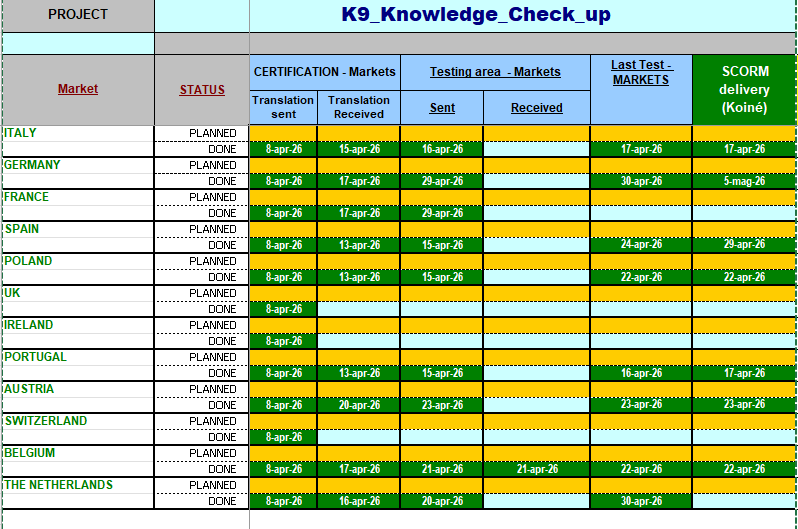 PROJECT K9_Knowledge_Check_up
Market STATUS CERTIFICATION - Markets Testing area - Markets Last Test - MARKETS SCORM delivery (Koiné)
Translation sent Translation Received Sent Received
ITALY PLANNED
DONE 8-apr-26 15-apr-26 16-apr-26 17-apr-26 17-apr-26
GERMANY PLANNED
DONE 8-apr-26 17-apr-26 29-apr-26 30-apr-26 5-mag-26
FRANCE PLANNED
DONE 8-apr-26 17-apr-26 29-apr-26
SPAIN PLANNED
DONE 8-apr-26 13-apr-26 15-apr-26 24-apr-26 29-apr-26
POLAND PLANNED
DONE 8-apr-26 13-apr-26 15-apr-26 22-apr-26 22-apr-26
UK PLANNED
DONE 8-apr-26
IRELAND PLANNED
DONE 8-apr-26
PORTUGAL PLANNED
DONE 8-apr-26 13-apr-26 15-apr-26 16-apr-26 17-apr-26
AUSTRIA PLANNED
DONE 8-apr-26 20-apr-26 23-apr-26 23-apr-26 23-apr-26
SWITZERLAND PLANNED
DONE 8-apr-26
BELGIUM PLANNED
DONE 8-apr-26 17-apr-26 21-apr-26 21-apr-26 22-apr-26 22-apr-26
THE NETHERLANDS PLANNED
DONE 8-apr-26 16-apr-26 20-apr-26 30-apr-26